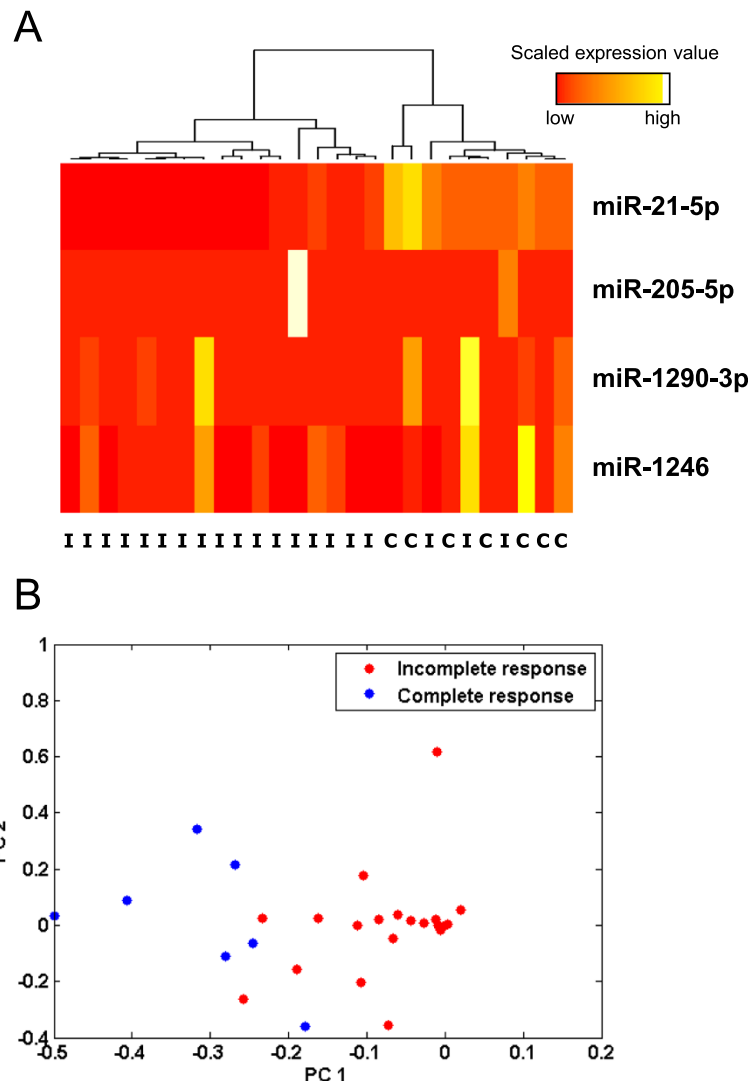 A
Scaled expression value
low high
miR-21-5p
miR-205-5p
miR-1290-3p
miR-1246
I I I I I I I I I I I I I I I I I C C I C I C I C C C
B
Incomplete response
Complete response
1
0.8
0.6
0.4
0.2
0
-0.2
-0.4
PC 2
-0.5 -0.4 -0.3 -0.2 -0.1 0 0.1 0.2
PC 1